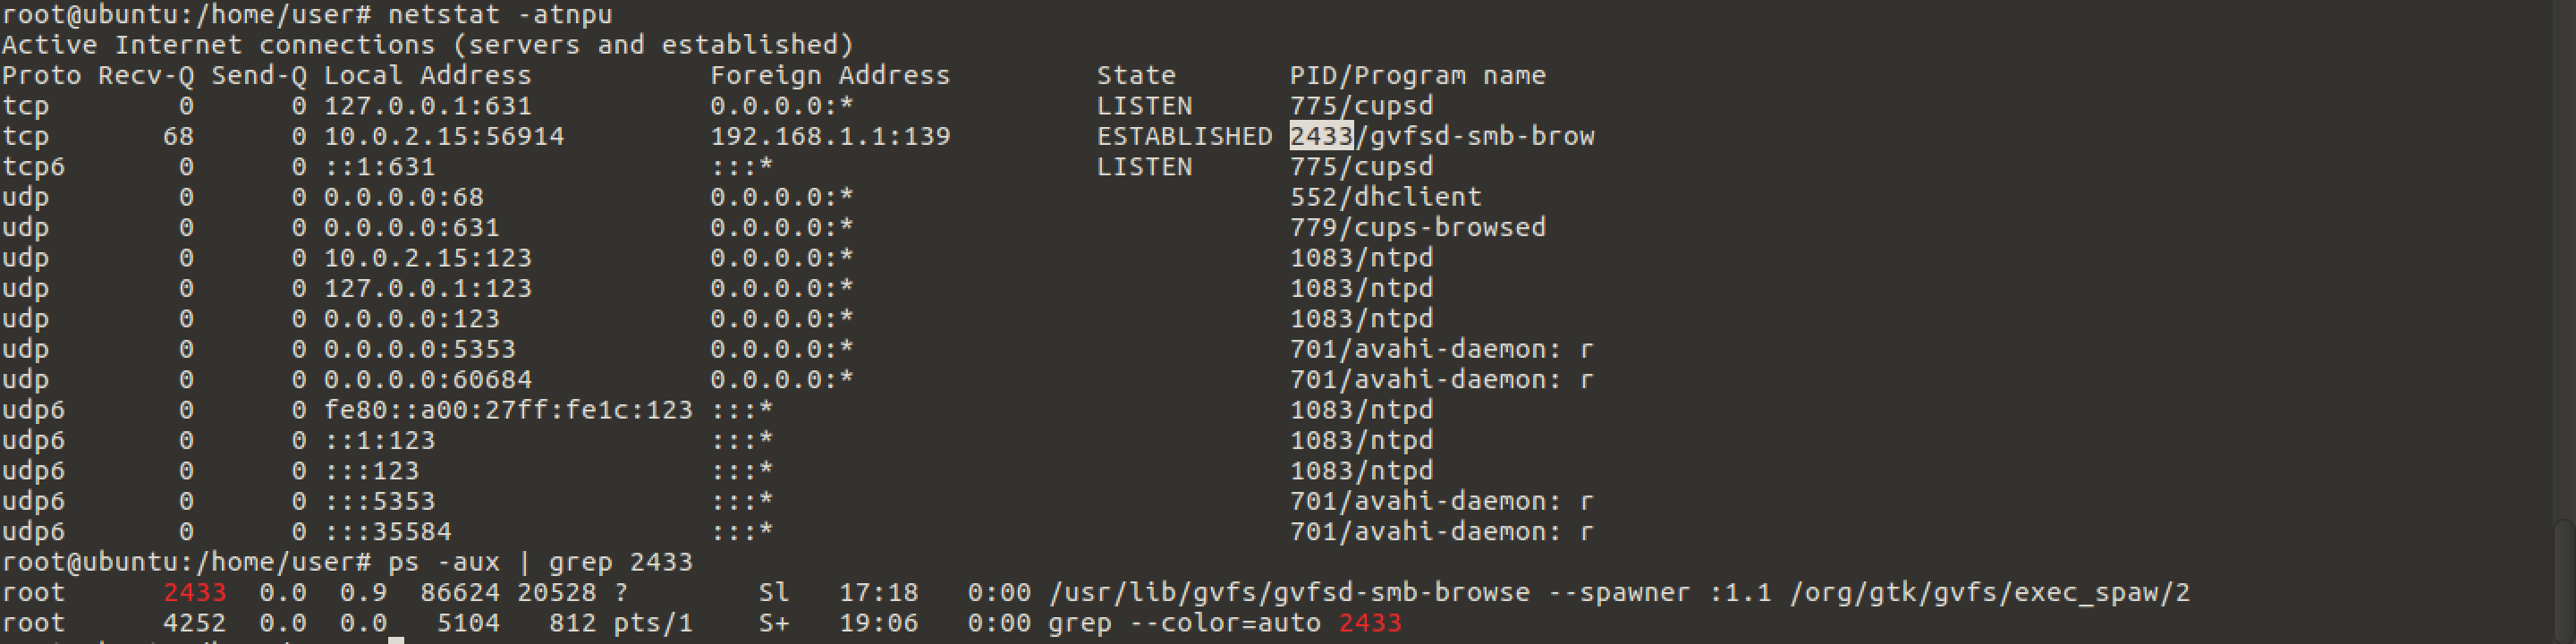 root@ubuntu:/home/user# netstat -atnpu
Active Internet connections (servers and established)
Proto Recv-Q Send-Q Local Address           Foreign Address         State       PID/Program name
tcp        0      0 127.0.0.1:631           0.0.0.0:*               LISTEN      775/cupsd
tcp       68      0 10.0.2.15:56914         192.168.1.1:139         ESTABLISHED 2433/gvfsd-smb-brow
tcp6       0      0 ::1:631                 :::*                    LISTEN      775/cupsd
udp        0      0 0.0.0.0:68              0.0.0.0:*                           552/dhclient
udp        0      0 0.0.0.0:631             0.0.0.0:*                           779/cups-browsed
udp        0      0 10.0.2.15:123           0.0.0.0:*                           1083/ntpd
udp        0      0 127.0.0.1:123           0.0.0.0:*                           1083/ntpd
udp        0      0 0.0.0.0:123             0.0.0.0:*                           1083/ntpd
udp        0      0 0.0.0.0:5353            0.0.0.0:*                           701/avahi-daemon: r
udp        0      0 0.0.0.0:60684           0.0.0.0:*                           701/avahi-daemon: r
udp6       0      0 fe80::a00:27ff:fe1c:123 :::*                                1083/ntpd
udp6       0      0 ::1:123                 :::*                                1083/ntpd
udp6       0      0 :::123                  :::*                                1083/ntpd
udp6       0      0 :::5353                 :::*                                701/avahi-daemon: r
udp6       0      0 :::35584                :::*                                701/avahi-daemon: r
root@ubuntu:/home/user# ps -aux | grep 2433
root      2433  0.0  0.9  86624 20528 ?        Sl   17:18   0:00 /usr/lib/gvfs/gvfsd-smb-browse --spawner :1.1 /org/gtk/gvfs/exec_spaw/2
root      4252  0.0  0.0   5104   812 pts/1    S+   19:06   0:00 grep --color=auto 2433